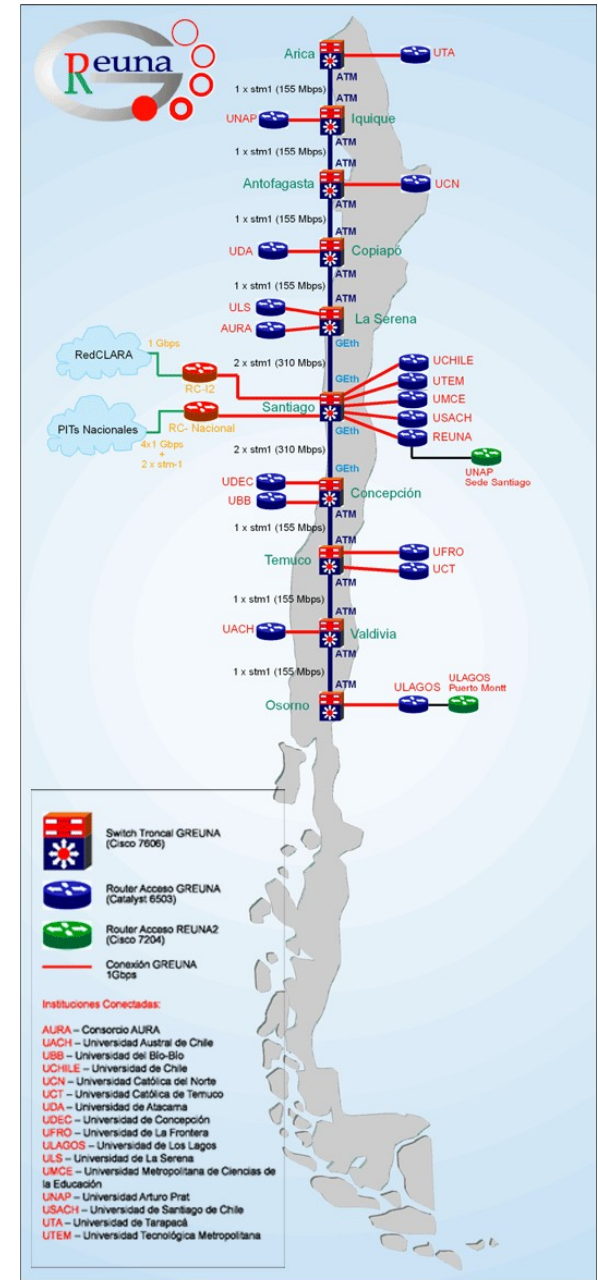 Reuna
Arica
UTA
ATM
1 x stm1 (155 Mbps)
ATM
UNAP
Iquique
ATM
1 x stm1 (155 Mbps)
ATM
Antofagasta
UCN
ATM
1 x stm1 (155 Mbps)
ATM
UDA
Copiapó
ATM
1 x stm1 (155 Mbps)
ATM
ULS
AURA
La Serena
GEth
RedCLARA
1 Gbps
RC-I2
2 x stm1 (310 Mbps)
GEth
UCHILE
UTEM
UMCE
USACH
REUNA
Santiago
PITs Nacionales
RC- Nacional
4x1 Gbps
+
2 x stm-1
GEth
2 x stm1 (310 Mbps)
GEth
UNAP
Sede Santiago
UDEC
UBB
Concepción
ATM
1 x stm1 (155 Mbps)
ATM
Temuco
UFRO
UCT
ATM
1 x stm1 (155 Mbps)
ATM
UACH
Valdivia
ATM
1 x stm1 (155 Mbps)
ATM
Osorno
ULAGOS
ULAGOS
Puerto Montt
Switch Troncal GREUNA
(Cisco 7606)
Router Acceso GREUNA
(Catalyst 6503)
Router Acceso REUNA2
(Cisco 7204)
Conexión GREUNA
1Gbps
Instituciones Conectadas:
AURA – Consorcio AURA
UACH – Universidad Austral de Chile
UBB – Universidad del Bío-Bío
UCHILE – Universidad de Chile
UCN – Universidad Católica del Norte
UCT – Universidad Católica de Temuco
UDA – Universidad de Atacama
UDEC – Universidad de Concepción
UFRO – Universidad de La Frontera
ULAGOS – Universidad de Los Lagos
ULS – Universidad de La Serena
UMCE – Universidad Metropolitana de Ciencias de
la Educación
UNAP – Universidad Arturo Prat
USACH – Universidad de Santiago de Chile
UTA – Universidad de Tarapacá
UTEM – Universidad Tecnológica Metropolitana